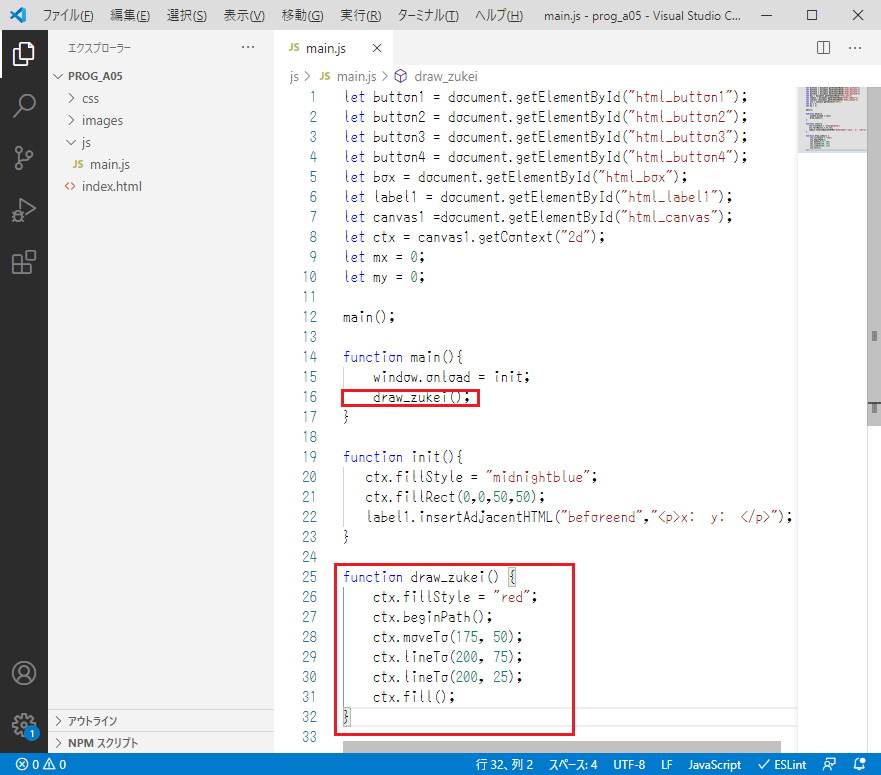 ファイル(F) 編集(E) 選択(S) 表示(V) 移動(G) 実行(R) ターミナル(T) ヘルプ(H) main.js - prog_a05 - Visual Studio C...
エクスプローラー ...
PROG_A05
css
images
js
JS main.js
<> index.html
アウトライン
NPM スクリプト
JS main.js ×
js > JS main.js > draw_zukei
1 let button1 = document.getElementById("html_button1");
2 let button2 = document.getElementById("html_button2");
3 let button3 = document.getElementById("html_button3");
4 let button4 = document.getElementById("html_button4");
5 let box = document.getElementById("html_box");
6 let label1 = document.getElementById("html_label1");
7 let canvas1 =document.getElementById("html_canvas");
8 let ctx = canvas1.getContext("2d");
9 let mx = 0;
10 let my = 0;
11
12 main();
13
14 function main(){
15 window.onload = init;
16 draw_zukei();
17 }
18
19 function init(){
20 ctx.fillStyle = "midnightblue";
21 ctx.fillRect(0,0,50,50);
22 label1.insertAdjacentHTML("beforeend","<p>x: y: </p>");
23 }
24
25 function draw_zukei() {
26 ctx.fillStyle = "red";
27 ctx.beginPath();
28 ctx.moveTo(175, 50);
29 ctx.lineTo(200, 75);
30 ctx.lineTo(200, 25);
31 ctx.fill();
32 }
33
1
0 0 行 32、列 2 スペース: 4 UTF-8 LF JavaScript ESLint